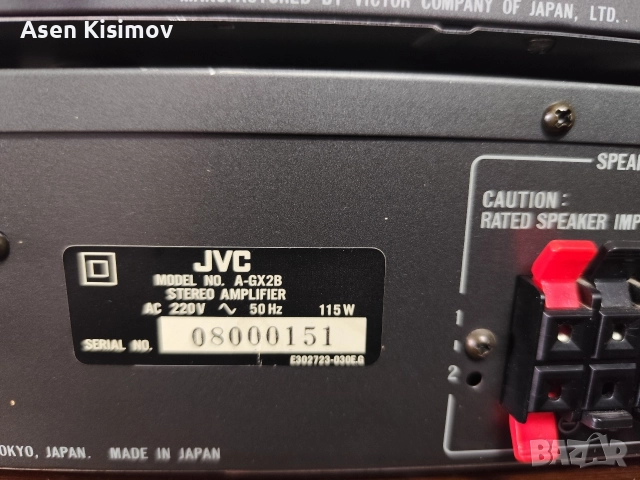 Asen Kisimov
MANUFACTURED BY VICTOR COMPANY OF JAPAN, LTD.
SPEA
CAUTION:
RATED SPEAKER IMP
JVC
MODEL NO. A-GX2B
STEREO AMPLIFIER
AC 220V ~ 50Hz 115W
SERIAL NO. 08000151
E302723-030E.G
1
2
OKYO, JAPAN. MADE IN JAPAN
BAZAR